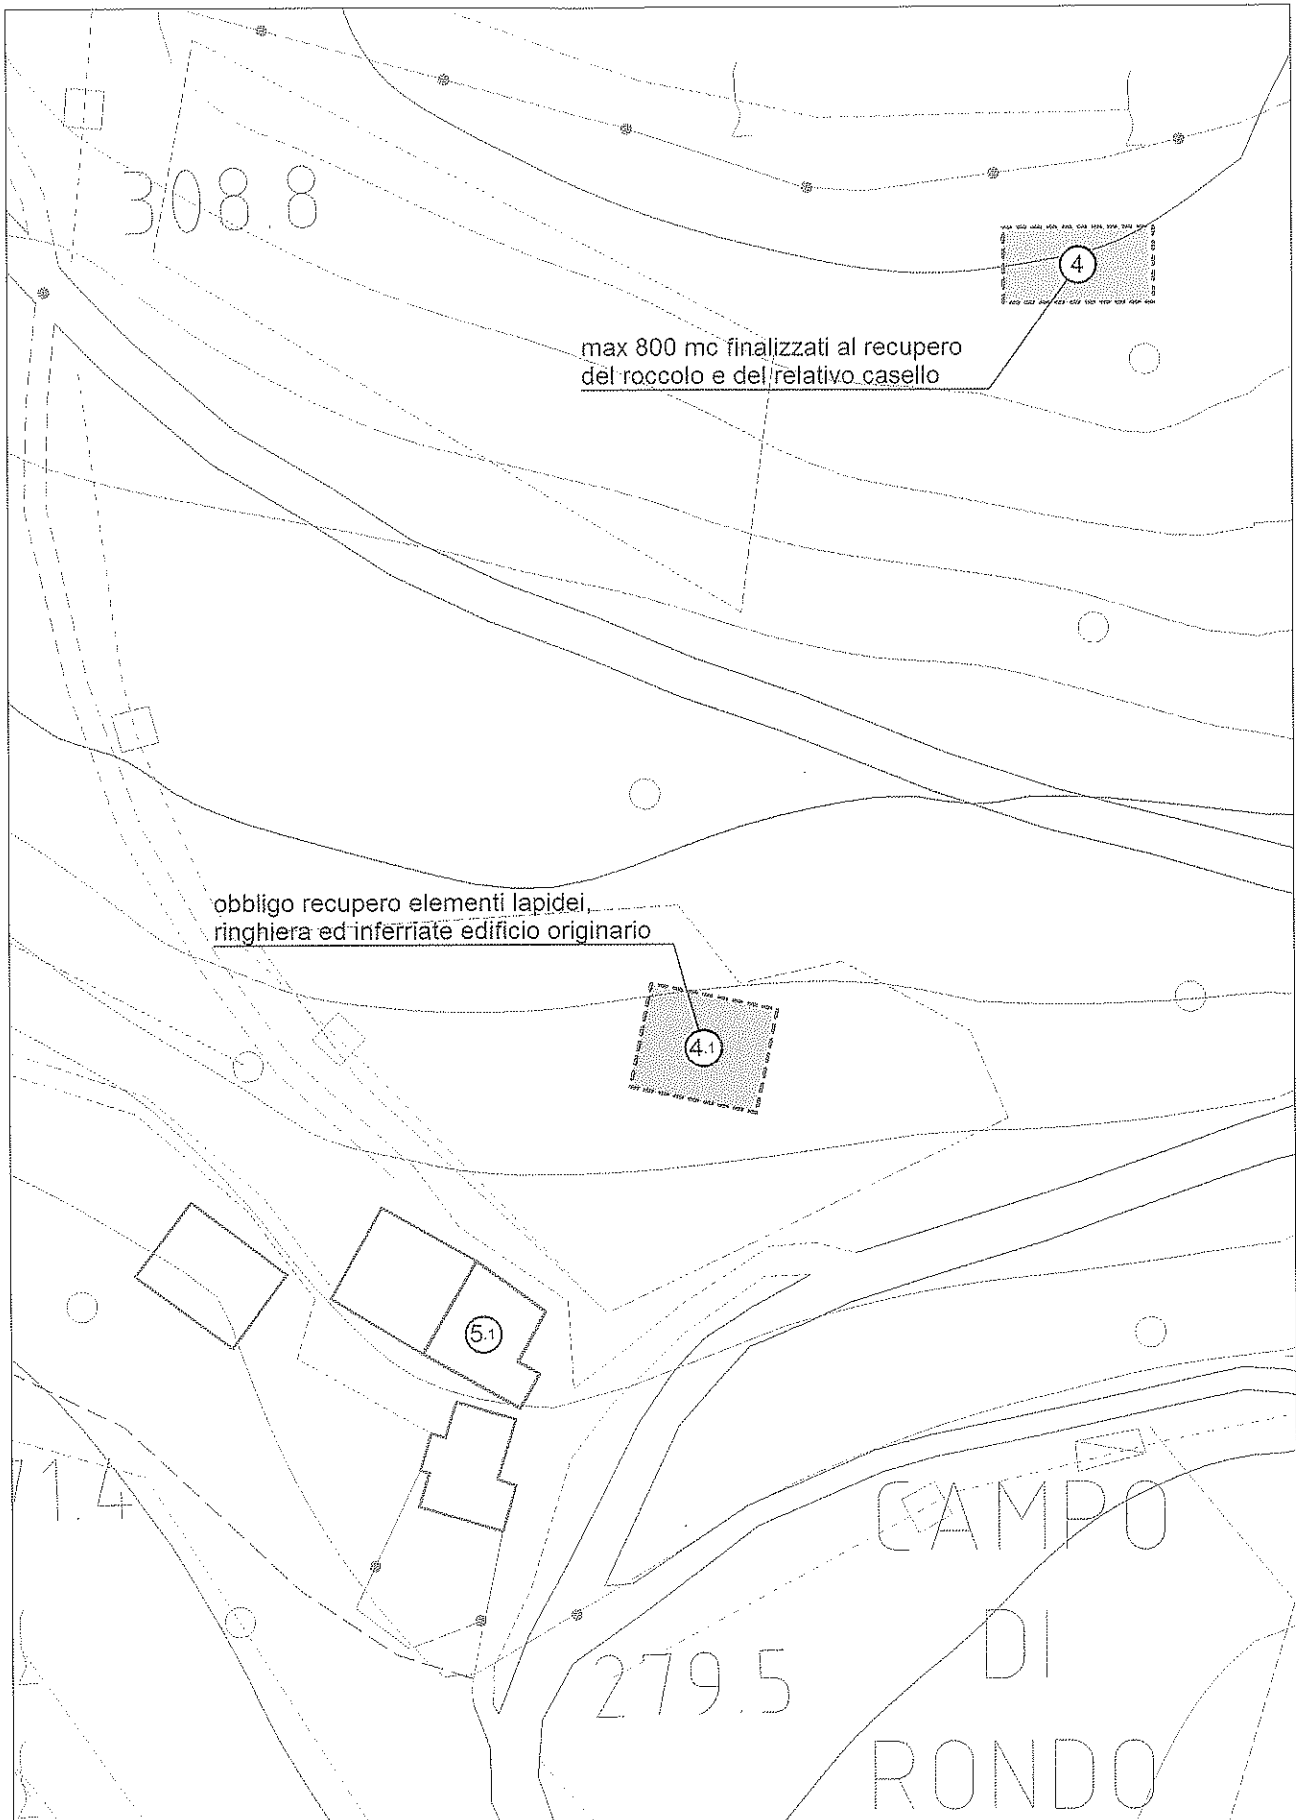 308.8
4
max 800 mc finalizzati al recupero
del roccolo e del relativo casello
obbligo recupero elementi lapidei,
ringhiera ed inferriate edificio originario
4.1
5.1
71.4
CAMPO
DI
RONDO
279.5